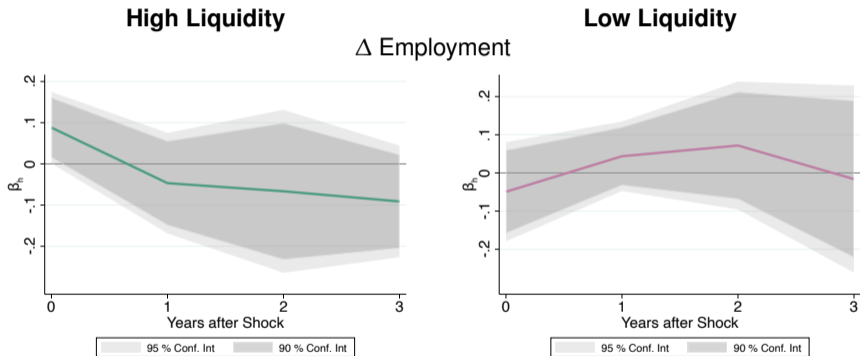 High Liquidity
Low Liquidity
Δ Employment
.2
.1
0
-.1
-.2
βh
0 1 2 3
Years after Shock
95 % Conf. Int 90 % Conf. Int
.2
.1
0
-.1
-.2
βh
0 1 2 3
Years after Shock
95 % Conf. Int 90 % Conf. Int